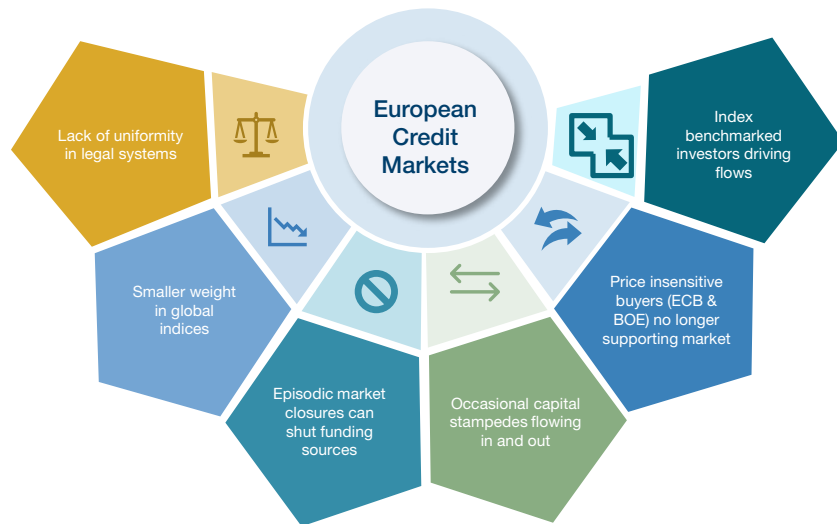 European
Credit
Markets
Lack of uniformity
in legal systems
Smaller weight
in global
indices
Episodic market
closures can
shut funding
sources
Occasional capital
stampedes flowing
in and out
Price insensitive
buyers (ECB &
BOE) no longer
supporting market
Index
benchmarked
investors driving
flows